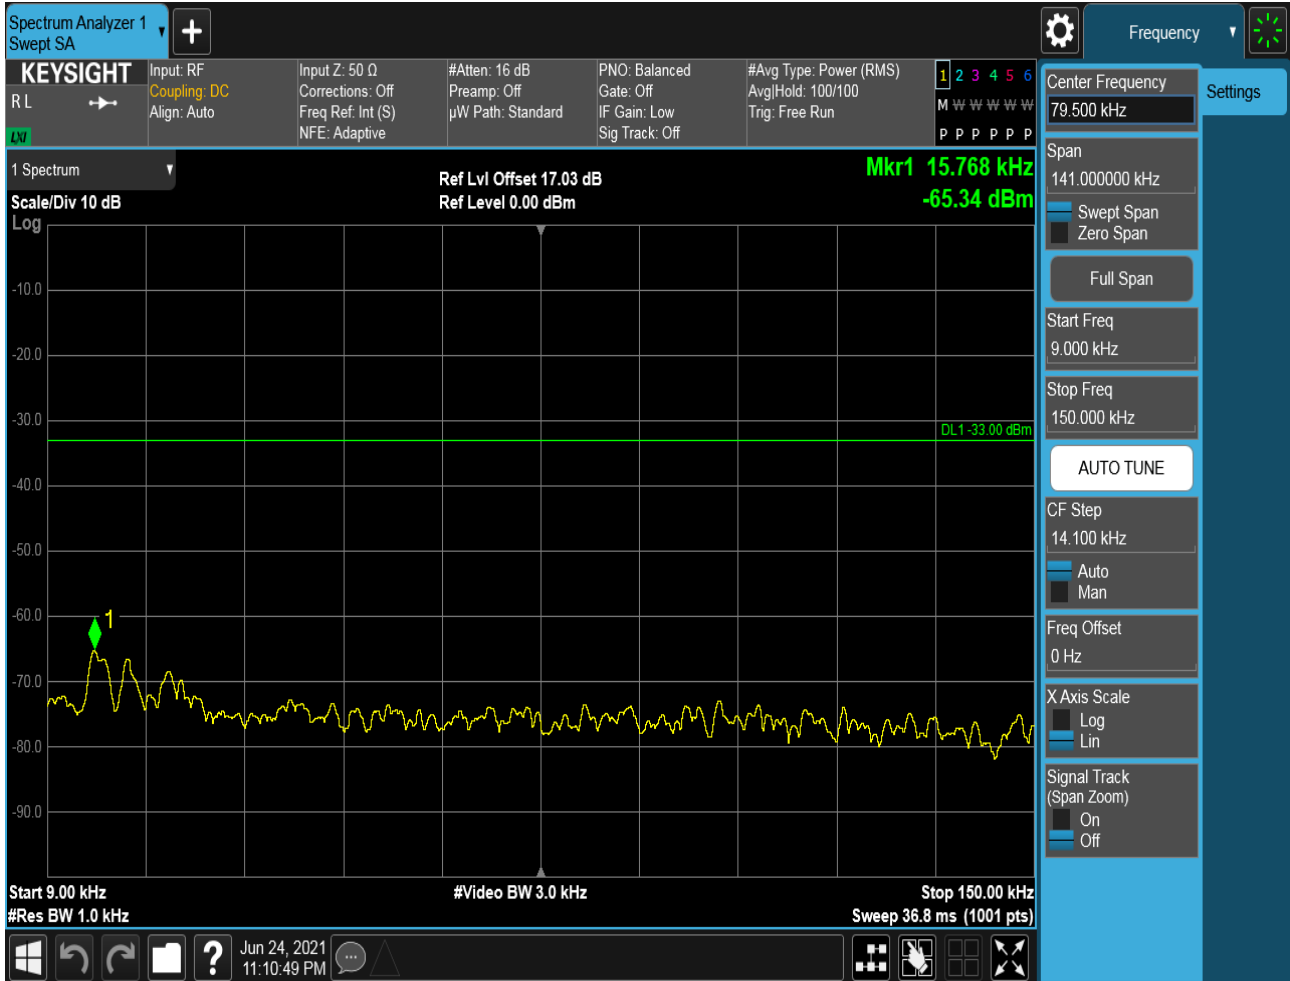 Spectrum Analyzer 1
Swept SA
Frequency
KEYSIGHT
R L
LXI
Input: RF
Coupling: DC
Align: Auto
Input Z: 50 Ω
Corrections: Off
Freq Ref: Int (S)
NFE: Adaptive
#Atten: 16 dB
Preamp: Off
µW Path: Standard
PNO: Balanced
Gate: Off
IF Gain: Low
Sig Track: Off
#Avg Type: Power (RMS)
Avg|Hold: 100/100
Trig: Free Run
1 2 3 4 5 6
M W W W W W
P P P P P P
1 Spectrum
Scale/Div 10 dB
Log
Ref Lvl Offset 17.03 dB
Ref Level 0.00 dBm
Mkr1 15.768 kHz
-65.34 dBm
-10.0
-20.0
-30.0
DL1 -33.00 dBm
-40.0
-50.0
-60.0
1
-70.0
-80.0
-90.0
Start 9.00 kHz
#Video BW 3.0 kHz
Stop 150.00 kHz
#Res BW 1.0 kHz
Sweep 36.8 ms (1001 pts)
?
Jun 24, 2021
11:10:49 PM
Center Frequency
79.500 kHz
Settings
Span
141.000000 kHz
Swept Span
Zero Span
Full Span
Start Freq
9.000 kHz
Stop Freq
150.000 kHz
AUTO TUNE
CF Step
14.100 kHz
Auto
Man
Freq Offset
0 Hz
X Axis Scale
Log
Lin
Signal Track
(Span Zoom)
On
Off